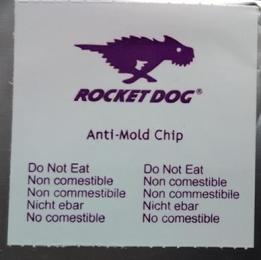 ROCKET DOG®
Anti-Mold Chip
Do Not Eat
Non comestible
Non commestibile
Nicht ebar
No comestible
Do Not Eat
Non comestible
Non commestibile
Nicht ebar
No comestible